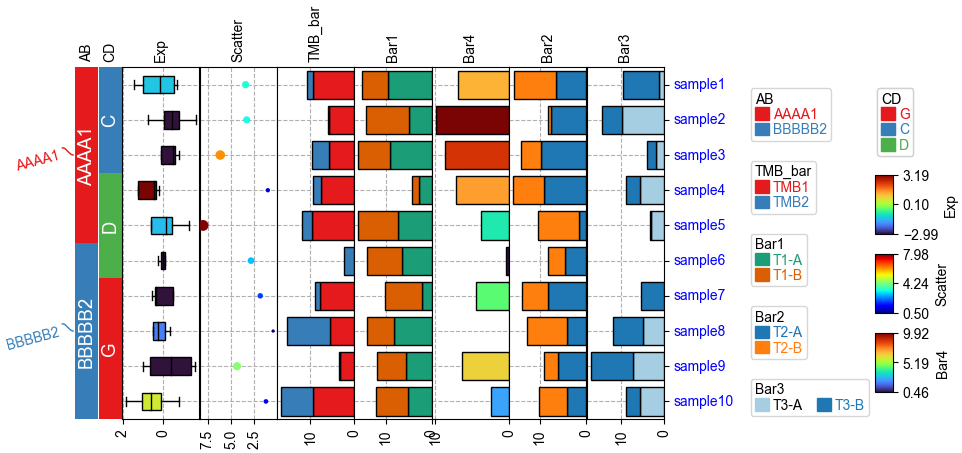 AB CD Exp Scatter TMB_bar Bar1 Bar4 Bar2 Bar3
AAAA1
BBBBB2
AAAA1
BBBBB2
C
D
G
sample1
sample2
sample3
sample4
sample5
sample6
sample7
sample8
sample9
sample10
2 0 7.5 5.0 2.5 10 0 10 0 10 0 10 0 10 0
AB
AAAA1
BBBBB2
TMB_bar
TMB1
TMB2
Bar1
T1-A
T1-B
Bar2
T2-A
T2-B
Bar3
T3-A T3-B
CD
G
C
D
3.19
0.10
−2.99
Exp
7.98
4.24
0.50
Scatter
9.92
5.19
0.46
Bar4